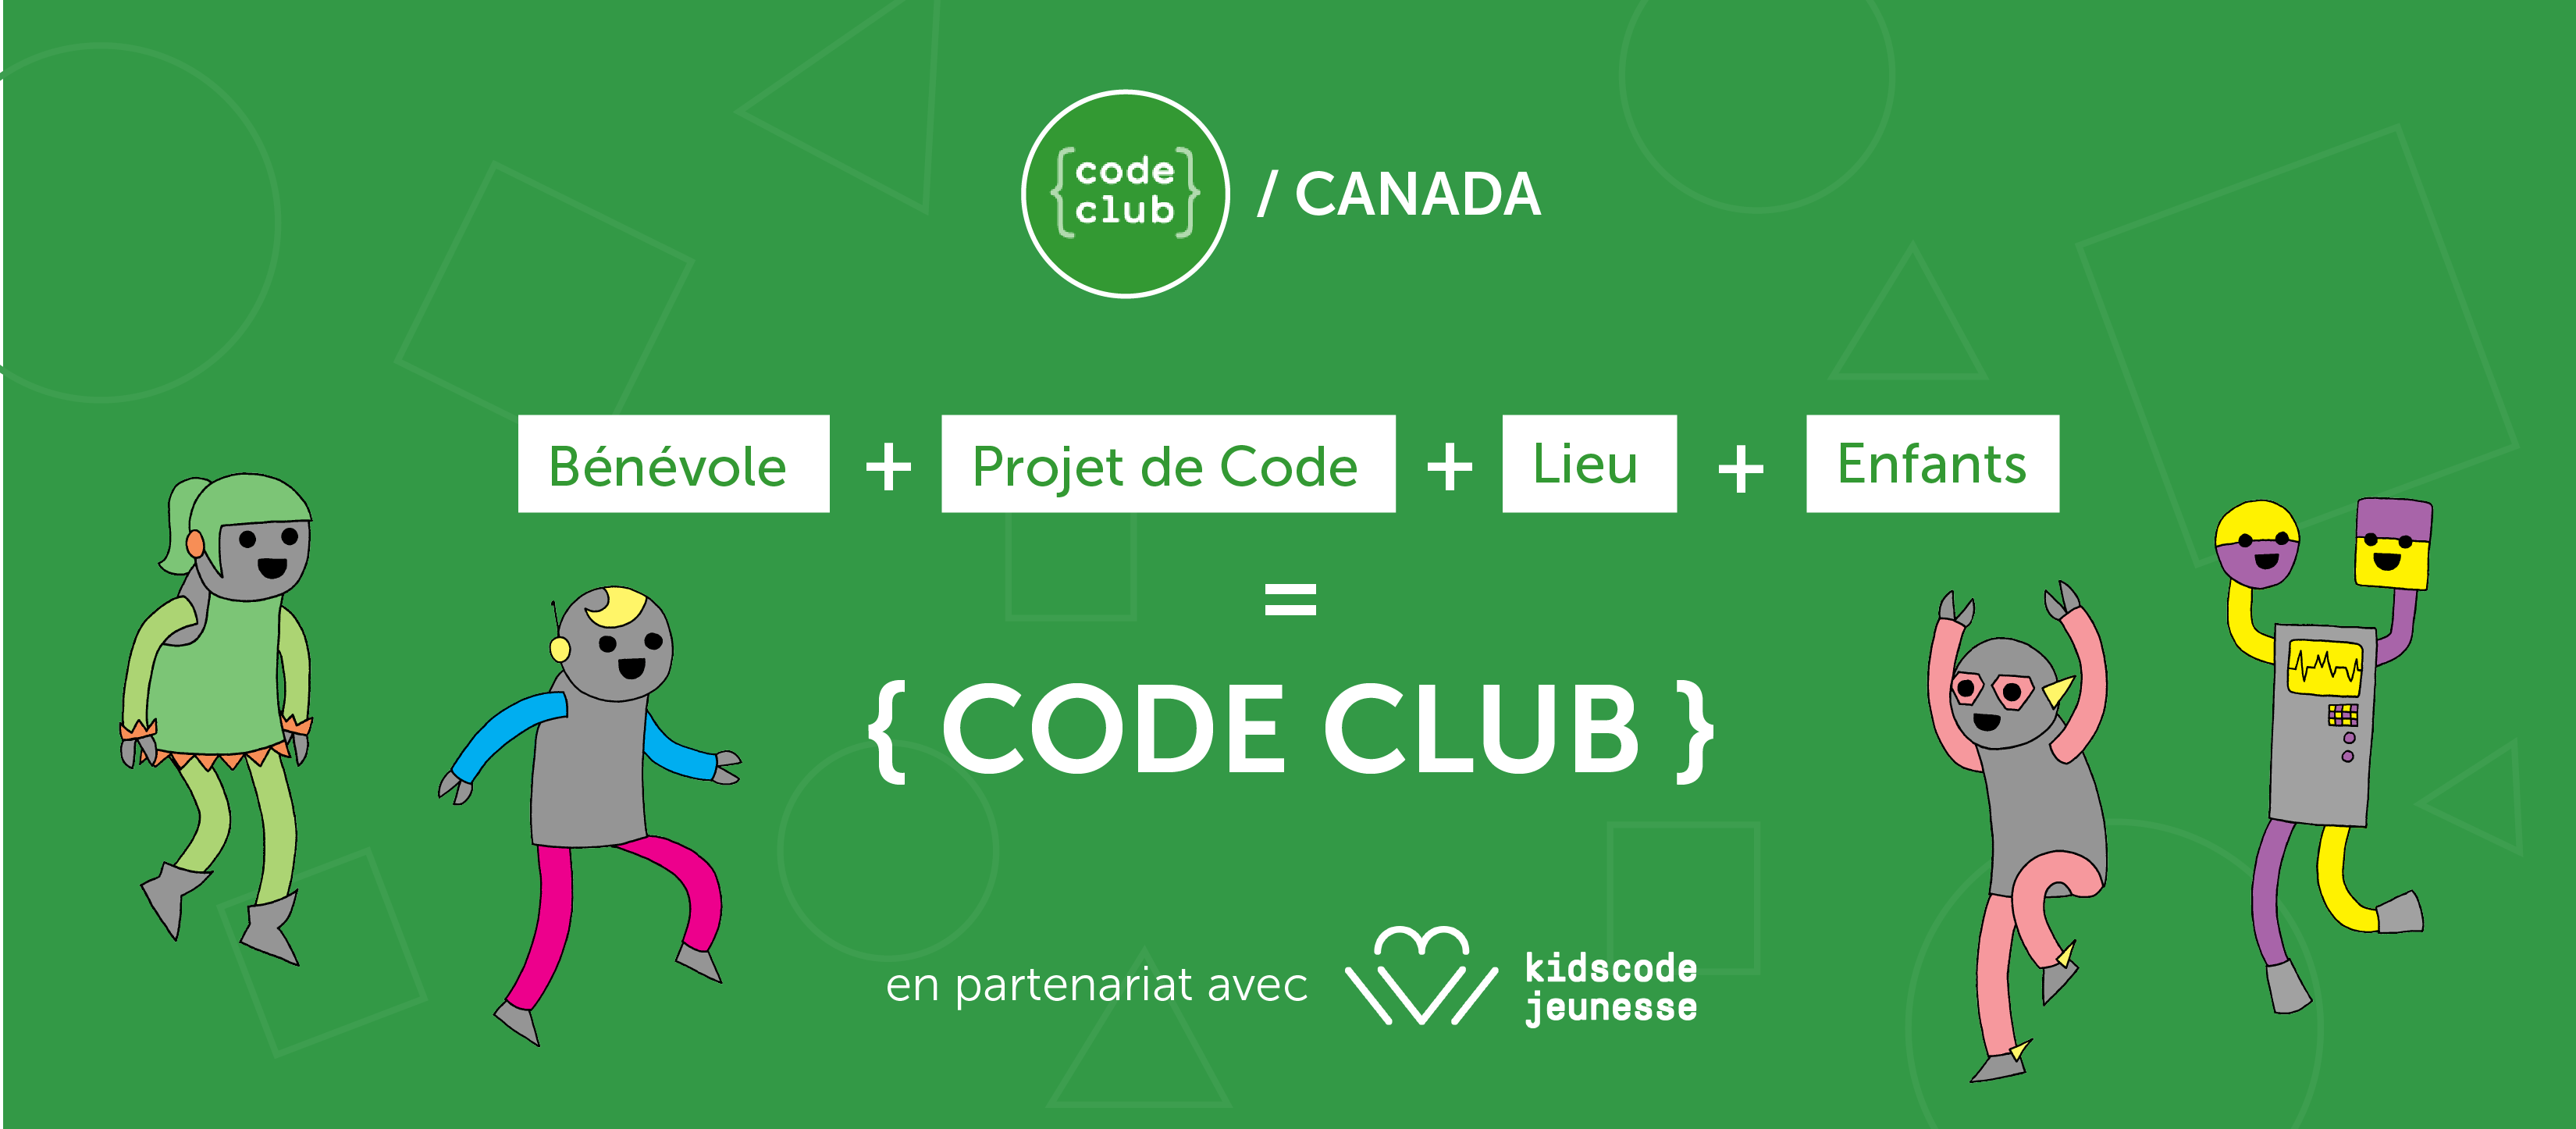 {code club} / CANADA
Bénévole + Projet de Code + Lieu + Enfants
=
{ CODE CLUB }
en partenariat avec kidscode jeunesse